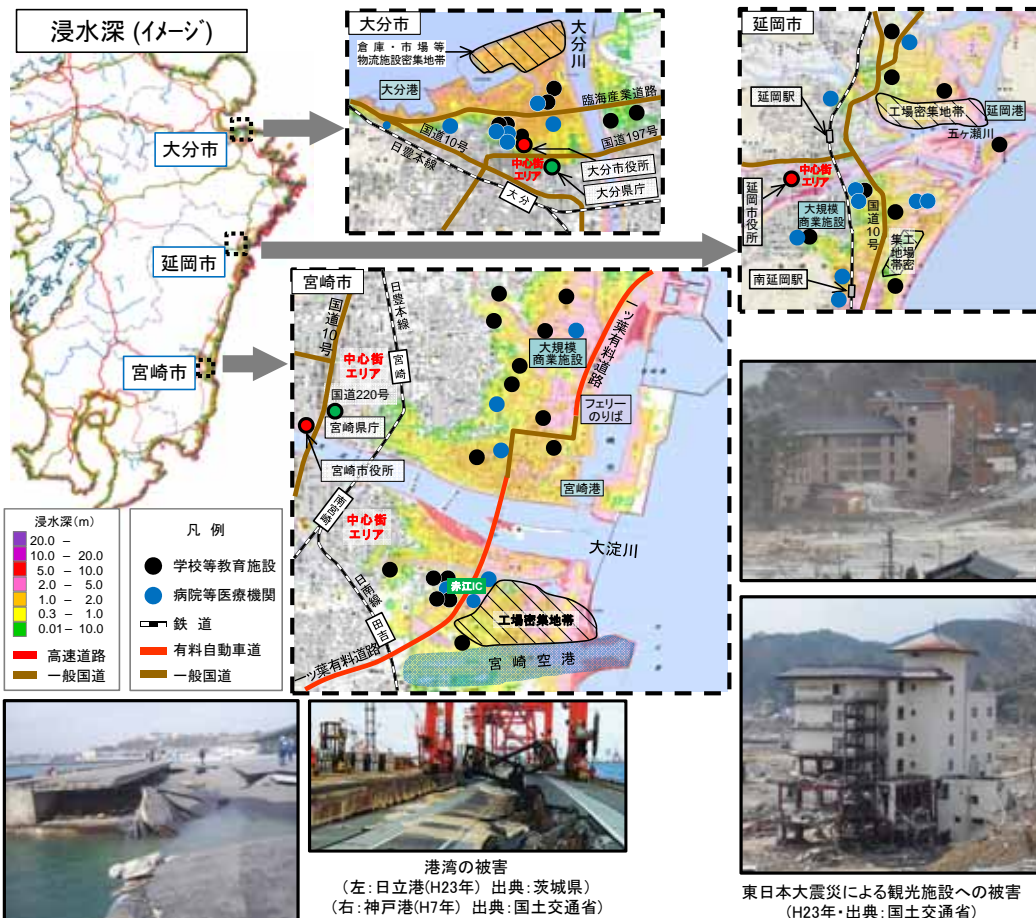 浸水深(イメージ)
大分市
延岡市
宮崎市
浸水深(m)
20.0 －
10.0 － 20.0
5.0 － 10.0
2.0 － 5.0
1.0 － 2.0
0.3 － 1.0
0.01－ 10.0
高速道路
一般国道
凡 例
学校等教育施設
病院等医療機関
鉄 道
有料自動車道
一般国道
大分市
倉庫・市場等
物流施設密集地帯
大分川
大分港
臨海産業道路
国道10号
国道197号
日豊本線
中心街
エリア
大分市役所
大分県庁
大分
延岡市
延岡駅
工場密集地帯
延岡港
五ヶ瀬川
中心街
エリア
延岡市役所
大規模
商業施設
国道10号
工場密
集地帯
南延岡駅
宮崎市
国道10号
日豊本線
中心街
エリア
宮崎
一ツ葉有料道路
大規模
商業施設
国道220号
フェリー
のりば
宮崎県庁
宮崎市役所
宮崎港
南宮崎
中心街
エリア
大淀川
日南線
赤江IC
田吉
工場密集地帯
一ツ葉有料道路
宮崎空港
港湾の被害
(左:日立港(H23年) 出典:茨城県)
(右:神戸港(H7年) 出典:国土交通省)
東日本大震災による観光施設への被害
(H23年・出典:国土交通省)